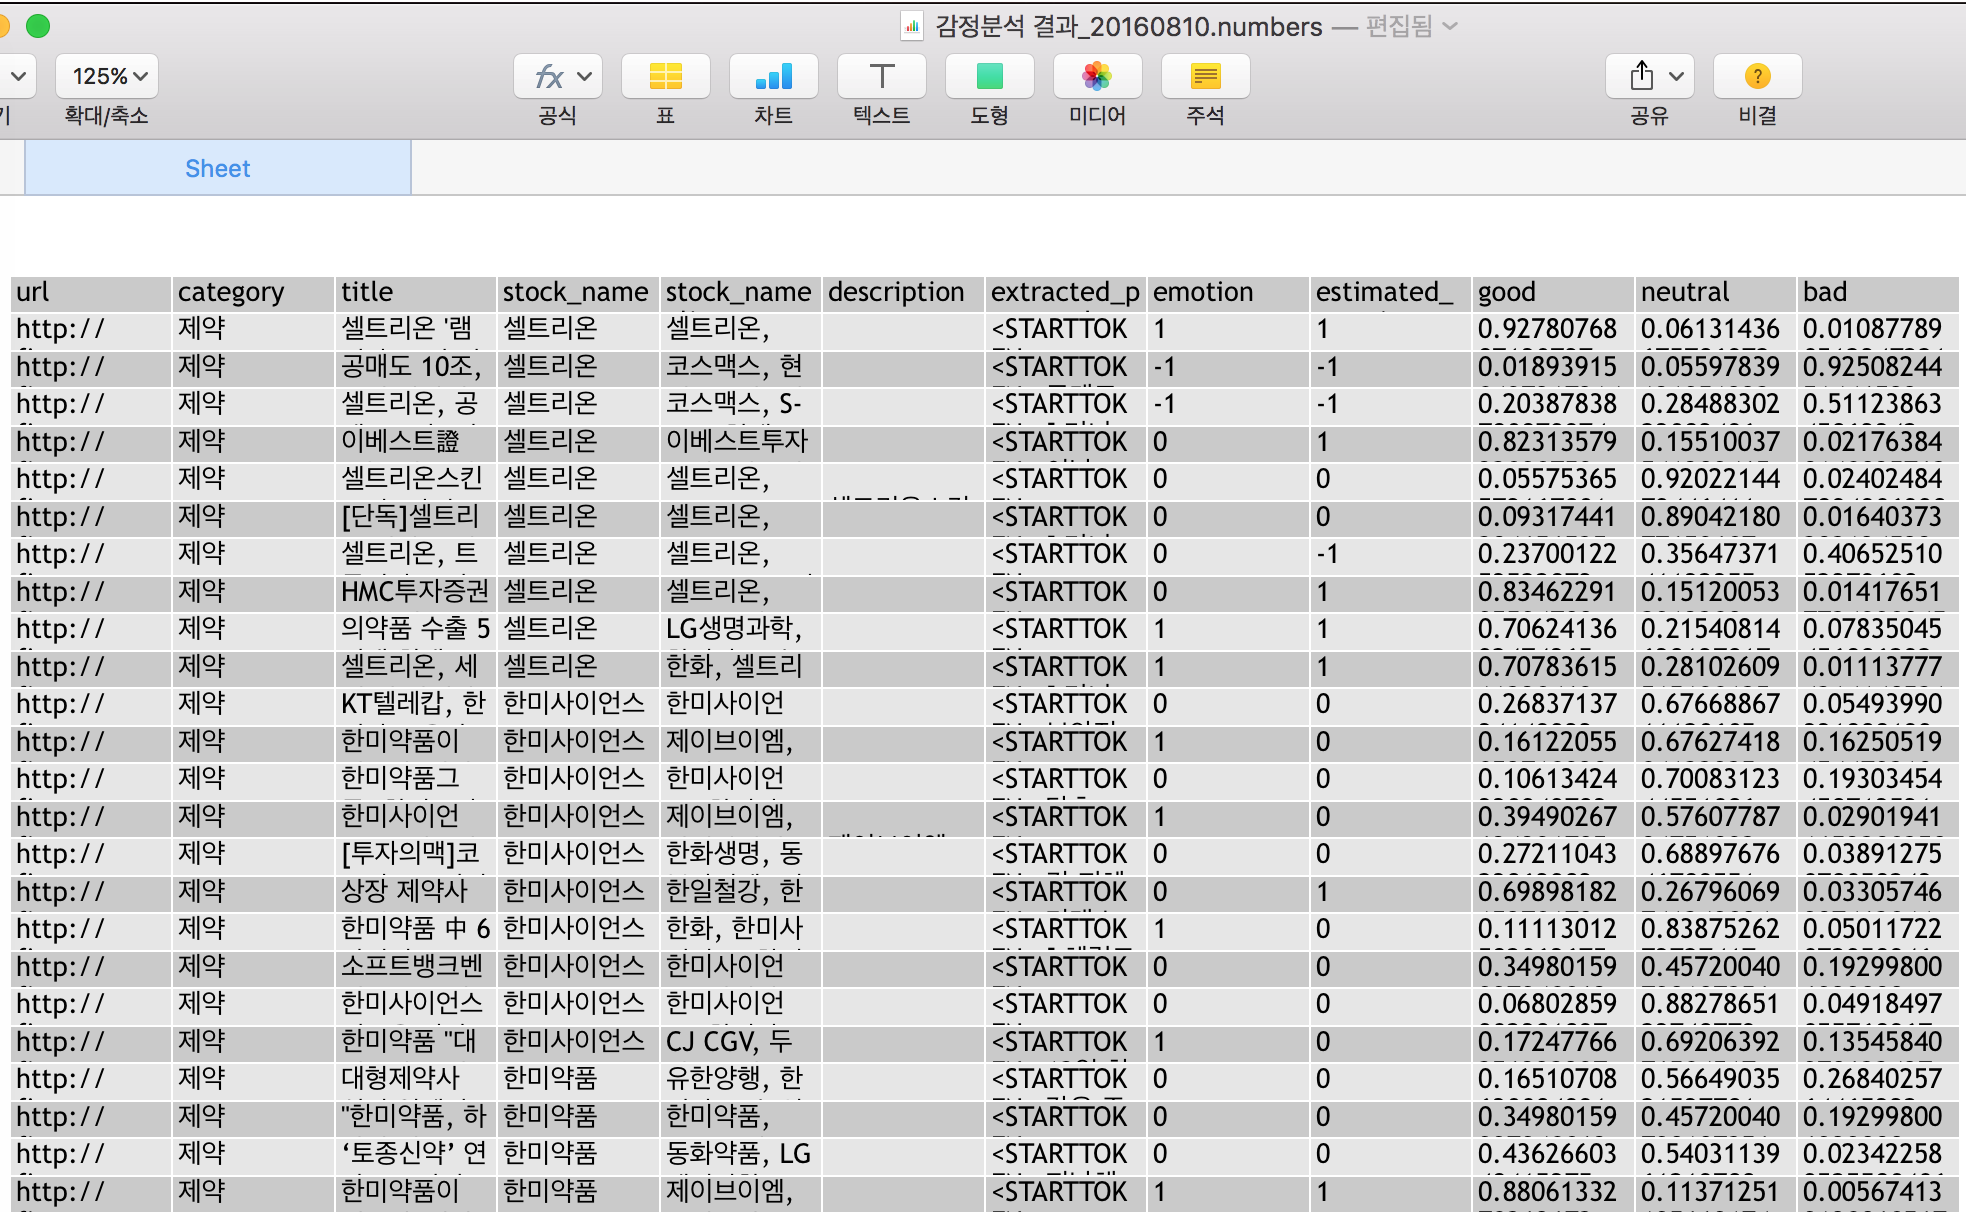 감정분석 결과_20160810.numbers — 편집됨
125%
확대/축소 공식 표 차트 텍스트 도형 미디어 주석 공유 비결
Sheet
url category title stock_name stock_name description extracted_p emotion estimated_ good neutral bad
http:// 제약 셀트리온 '램 셀트리온 셀트리온, <STARTTOK 1 1 0.92780768 0.06131436 0.01087789
http:// 제약 공매도 10조, 셀트리온 코스맥스, 현 <STARTTOK -1 -1 0.01893915 0.05597839 0.92508244
http:// 제약 셀트리온, 공 셀트리온 코스맥스, S- <STARTTOK -1 -1 0.20387838 0.28488302 0.51123863
http:// 제약 이베스트證 셀트리온 이베스트투자 <STARTTOK 0 1 0.82313579 0.15510037 0.02176384
http:// 제약 셀트리온스킨 셀트리온 셀트리온, <STARTTOK 0 0 0.05575365 0.92022144 0.02402484
http:// 제약 [단독]셀트리 셀트리온 셀트리온, <STARTTOK 0 0 0.09317441 0.89042180 0.01640373
http:// 제약 셀트리온, 트 셀트리온 셀트리온, <STARTTOK 0 -1 0.23700122 0.35647371 0.40652510
http:// 제약 HMC투자증권 셀트리온 셀트리온, <STARTTOK 0 1 0.83462291 0.15120053 0.01417651
http:// 제약 의약품 수출 5 셀트리온 LG생명과학, <STARTTOK 1 1 0.70624136 0.21540814 0.07835045
http:// 제약 셀트리온, 세 셀트리온 한화, 셀트리 <STARTTOK 1 1 0.70783615 0.28102609 0.01113777
http:// 제약 KT텔레캅, 한 한미사이언스 한미사이언 <STARTTOK 0 0 0.26837137 0.67668867 0.05493990
http:// 제약 한미약품이 한미사이언스 제이브이엠, <STARTTOK 1 0 0.16122055 0.67627418 0.16250519
http:// 제약 한미약품그 한미사이언스 한미사이언 <STARTTOK 0 0 0.10613424 0.70083123 0.19303454
http:// 제약 한미사이언 한미사이언스 제이브이엠, <STARTTOK 1 0 0.39490267 0.57607787 0.02901941
http:// 제약 [투자의맥]코 한미사이언스 한화생명, 동 <STARTTOK 0 0 0.27211043 0.68897676 0.03891275
http:// 제약 상장 제약사 한미사이언스 한일철강, 한 <STARTTOK 0 1 0.69898182 0.26796069 0.03305746
http:// 제약 한미약품 中 6 한미사이언스 한화, 한미사 <STARTTOK 1 0 0.11113012 0.83875262 0.05011722
http:// 제약 소프트뱅크벤 한미사이언스 한미사이언 <STARTTOK 0 0 0.34980159 0.45720040 0.19299800
http:// 제약 한미사이언스 한미사이언스 한미사이언 <STARTTOK 0 0 0.06802859 0.88278651 0.04918497
http:// 제약 한미약품 "대 한미사이언스 CJ CGV, 두 <STARTTOK 1 0 0.17247766 0.69206392 0.13545840
http:// 제약 대형제약사 한미약품 유한양행, 한 <STARTTOK 0 0 0.16510708 0.56649035 0.26840257
http:// 제약 "한미약품, 하 한미약품 한미약품, <STARTTOK 0 0 0.34980159 0.45720040 0.19299800
http:// 제약 ‘토종신약’ 연 한미약품 동화약품, LG <STARTTOK 0 0 0.43626603 0.54031139 0.02342258
http:// 제약 한미약품이 한미약품 제이브이엠, <STARTTOK 1 1 0.88061332 0.11371251 0.00567413